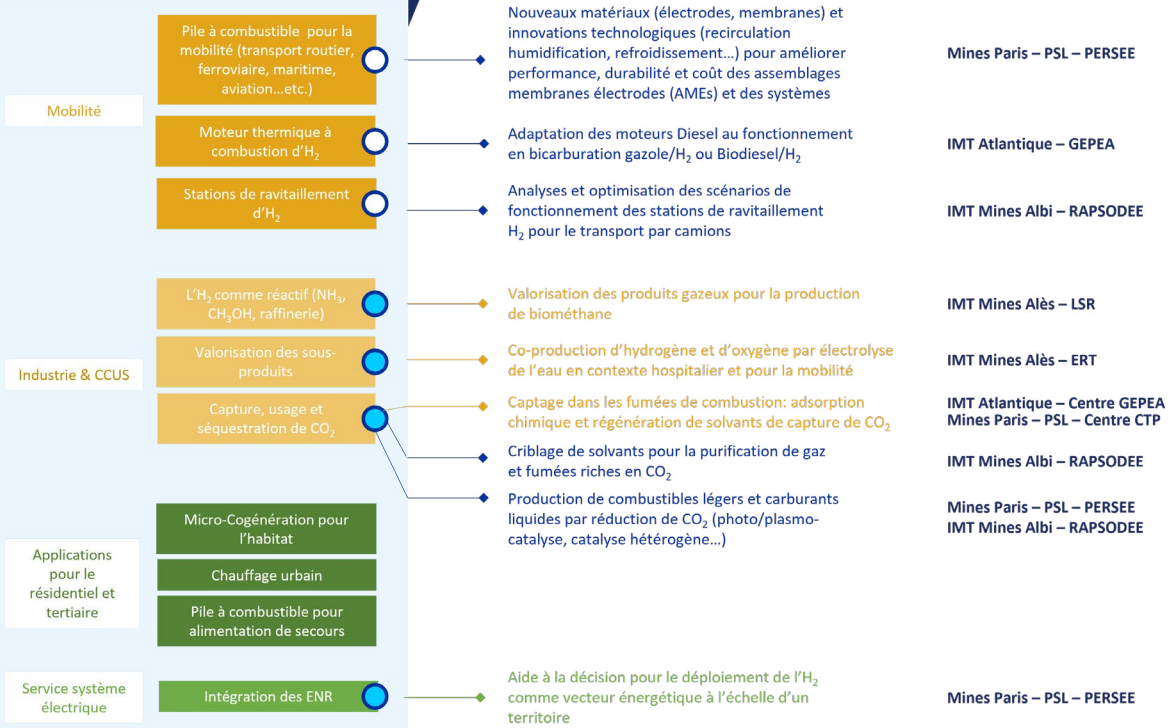 Mobilité
Pile à combustible pour la
mobilité (transport routier,
ferroviaire, maritime,
aviation...etc.)
Nouveaux matériaux (électrodes, membranes) et
innovations technologiques (recirculation
humidification, refroidissement...) pour améliorer
performance, durabilité et coût des assemblages
membranes électrodes (AMEs) et des systèmes
Mines Paris – PSL – PERSEE
Moteur thermique à
combustion d'H₂
Adaptation des moteurs Diesel au fonctionnement
en bicarburation gazole/H₂ ou Biodiesel/H₂
IMT Atlantique – GEPEA
Stations de ravitaillement
d'H₂
Analyses et optimisation des scénarios de
fonctionnement des stations de ravitaillement
H₂ pour le transport par camions
IMT Mines Albi – RAPSODEE
Industrie & CCUS
L'H₂ comme réactif (NH₃,
CH₃OH, raffinerie)
Valorisation des produits gazeux pour la production
de biométhane
IMT Mines Alès – LSR
Valorisation des sous-
produits
Co-production d'hydrogène et d'oxygène par électrolyse
de l'eau en contexte hospitalier et pour la mobilité
IMT Mines Alès – ERT
Capture, usage et
séquestration de CO₂
Captage dans les fumées de combustion: adsorption
chimique et régénération de solvants de capture de CO₂
IMT Atlantique – Centre GEPEA
Mines Paris – PSL – Centre CTP
Criblage de solvants pour la purification de gaz
et fumées riches en CO₂
IMT Mines Albi – RAPSODEE
Production de combustibles légers et carburants
liquides par réduction de CO₂ (photo/plasmo-
catalyse, catalyse hétérogène...)
Mines Paris – PSL – PERSEE
IMT Mines Albi – RAPSODEE
Applications
pour le
résidentiel et
tertiaire
Micro-Cogénération pour
l'habitat
Chauffage urbain
Pile à combustible pour
alimentation de secours
Service système
électrique
Intégration des ENR
Aide à la décision pour le déploiement de l'H₂
comme vecteur énergétique à l'échelle d'un
territoire
Mines Paris – PSL – PERSEE